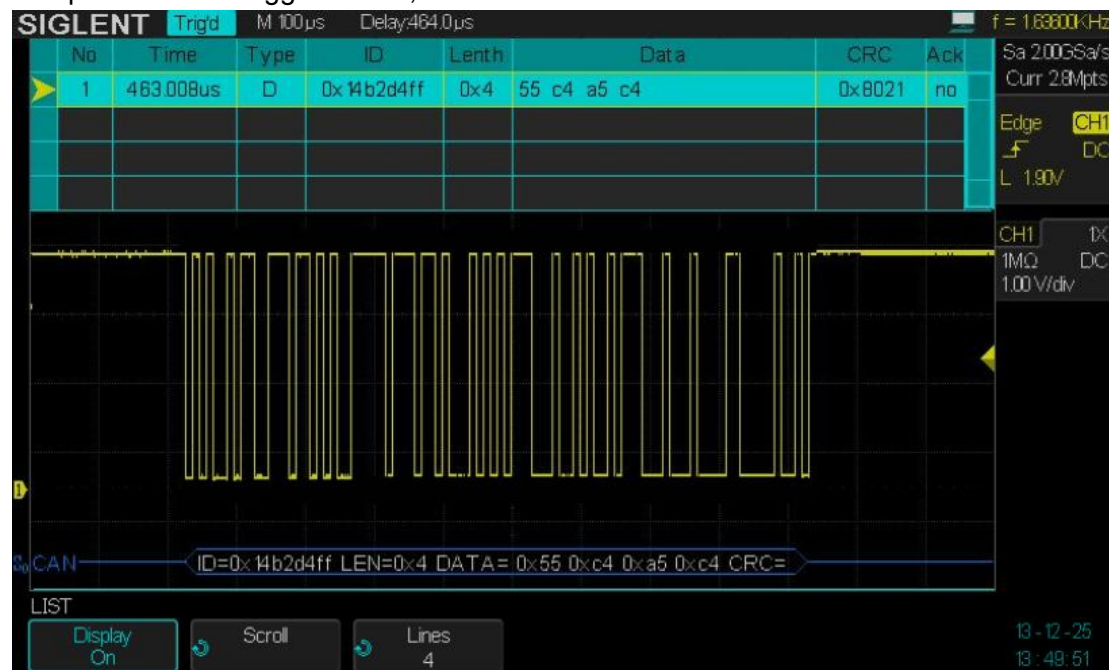 SIGLENT Trig'd M 100µs Delay:464.0µs f = 1.63600KHz
No Time Type ID Lenth Data CRC Ack
1 463.008us D 0x14b2d4ff 0x4 55 c4 a5 c4 0x8021 no
Sa 2.00GSa/s
Curr 2.8Mpts
Edge CH1
DC
L 1.90V
CH1 1X
1MΩ DC
1.00 V/div
1
CAN ID=0x14b2d4ff LEN=0x4 DATA= 0x55 0xc4 0xa5 0xc4 CRC=
LIST
Display On
Scroll
Lines 4
13-12-25
13:49:51